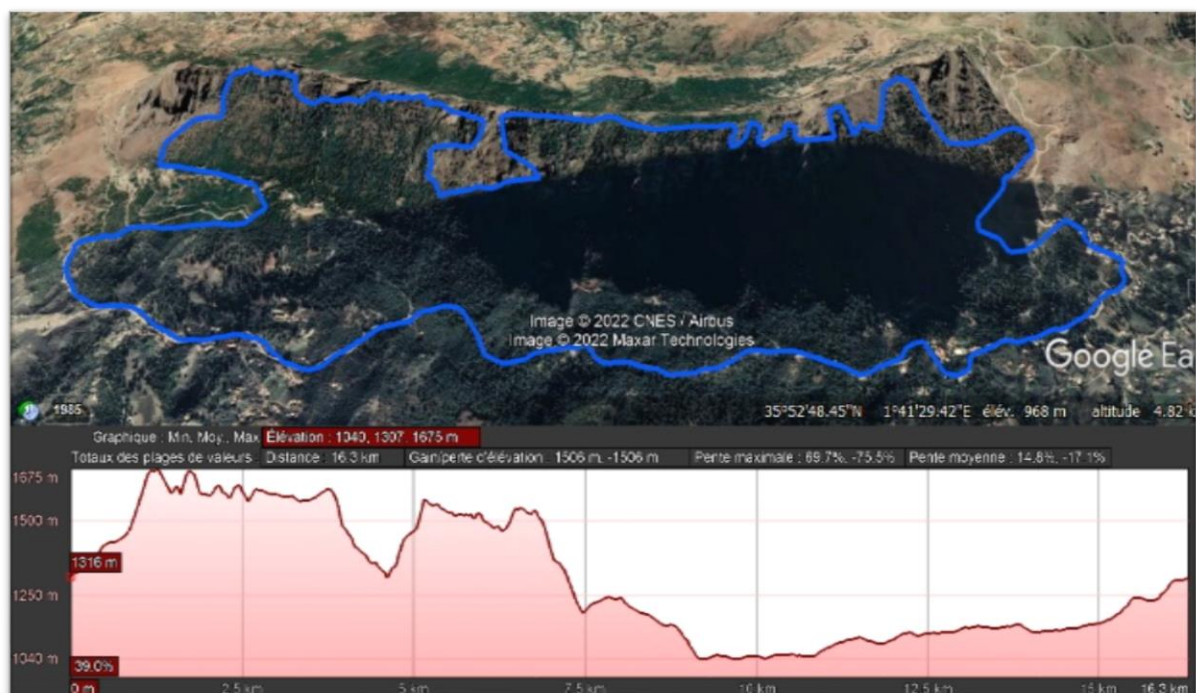 Image © 2022 CNES / Airbus
Image © 2022 Maxar Technologies
Google Ea
1985
35°52'48.45"N 1°41'29.42"E élév. 968 m altitude 4.82 k
Graphique : Min, Moy., Max Élévation : 1040, 1307, 1675 m
Totaux des plages de valeurs Distance : 16.3 km Gain/perte d'élévation : 1506 m, -1506 m Pente maximale : 69.7%, -75.5% Pente moyenne : 14.8%, -17.1%
1675 m
1500 m
1316 m
1250 m
1040 m
39.0%
0 m 2.5 km 5 km 7.5 km 10 km 12.5 km 15 km 16.3 km